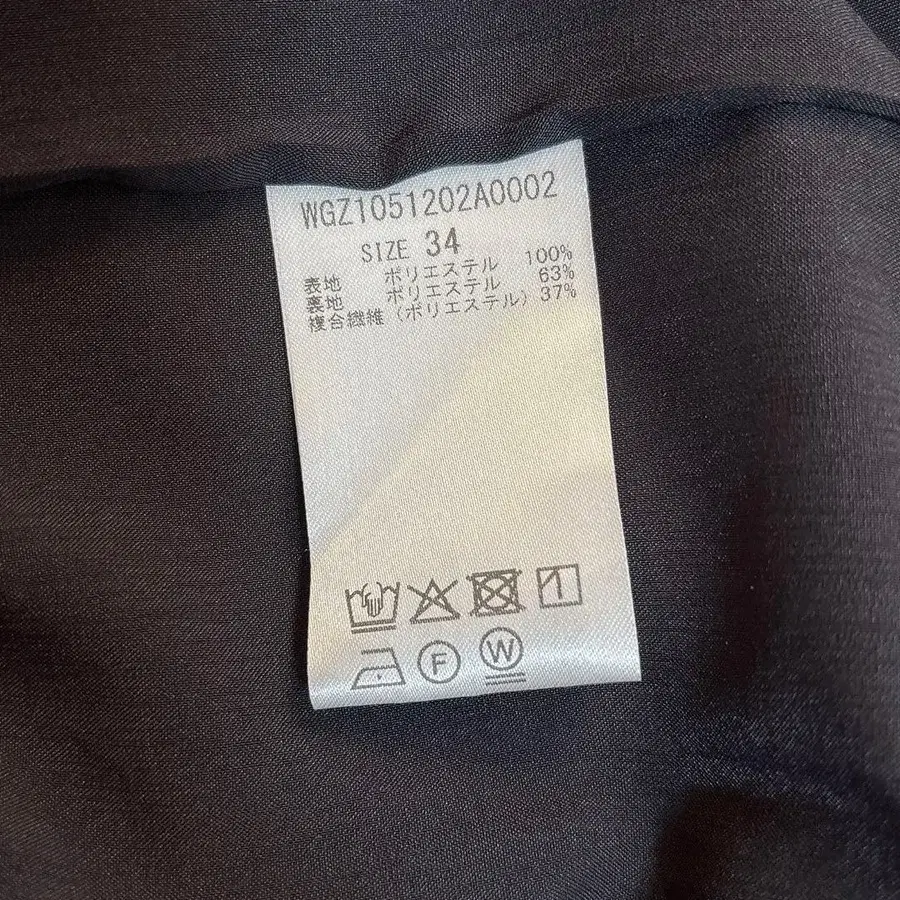 WGZ1051202A0002
SIZE 34
表地 ポリエステル 100%
裏地 ポリエステル 63%
複合繊維(ポリエステル) 37%
F
W